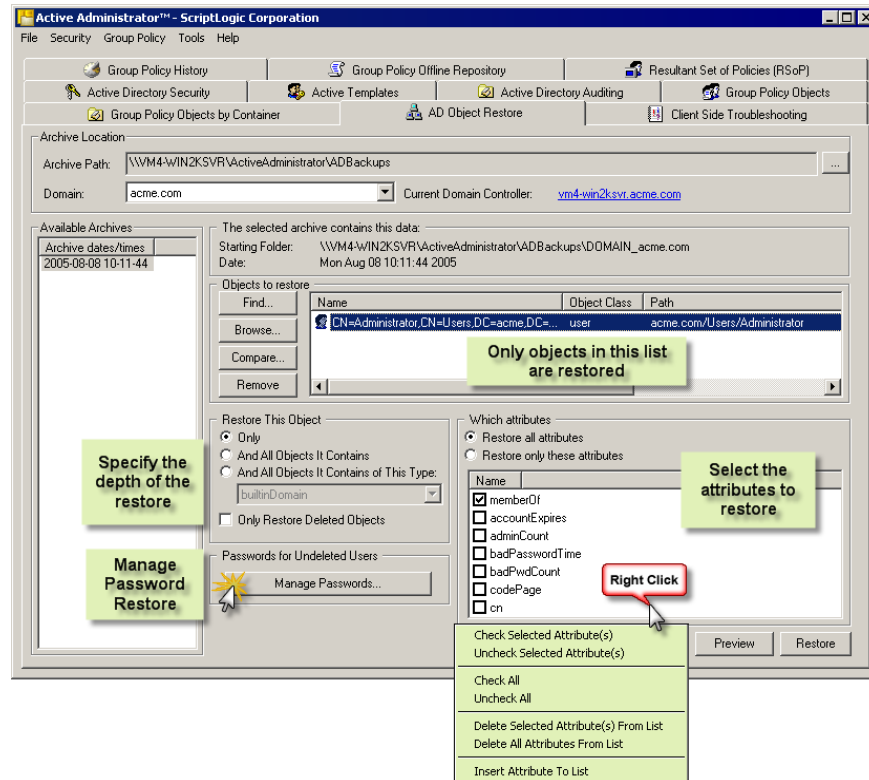 Active Administrator™ - ScriptLogic Corporation
File Security Group Policy Tools Help
Group Policy History
Group Policy Offline Repository
Resultant Set of Policies (RSoP)
Active Directory Security
Active Templates
Active Directory Auditing
Group Policy Objects
Group Policy Objects by Container
AD Object Restore
Client Side Troubleshooting
Archive Location
Archive Path: \\VM4-WIN2KSVR\ActiveAdministrator\ADBackups ...
Domain: acme.com Current Domain Controller: vm4-win2ksvr.acme.com
Available Archives
Archive dates/times
2005-08-08 10-11-44
The selected archive contains this data:
Starting Folder: \\VM4-WIN2KSVR\ActiveAdministrator\ADBackups\DOMAIN_acme.com
Date: Mon Aug 08 10:11:44 2005
Objects to restore
Find...
Browse...
Compare...
Remove
Name Object Class Path
CN=Administrator,CN=Users,DC=acme,DC=... user acme.com/Users/Administrator
Only objects in this list
are restored
Restore This Object
Only
And All Objects It Contains
And All Objects It Contains of This Type:
builtinDomain
Only Restore Deleted Objects
Specify the
depth of the
restore
Passwords for Undeleted Users
Manage Passwords...
Manage
Password
Restore
Which attributes
Restore all attributes
Restore only these attributes
Name
memberOf
accountExpires
adminCount
badPasswordTime
badPwdCount
codePage
cn
Select the
attributes to
restore
Right Click
Check Selected Attribute(s)
Uncheck Selected Attribute(s)
Check All
Uncheck All
Delete Selected Attribute(s) From List
Delete All Attributes From List
Insert Attribute To List
Preview
Restore